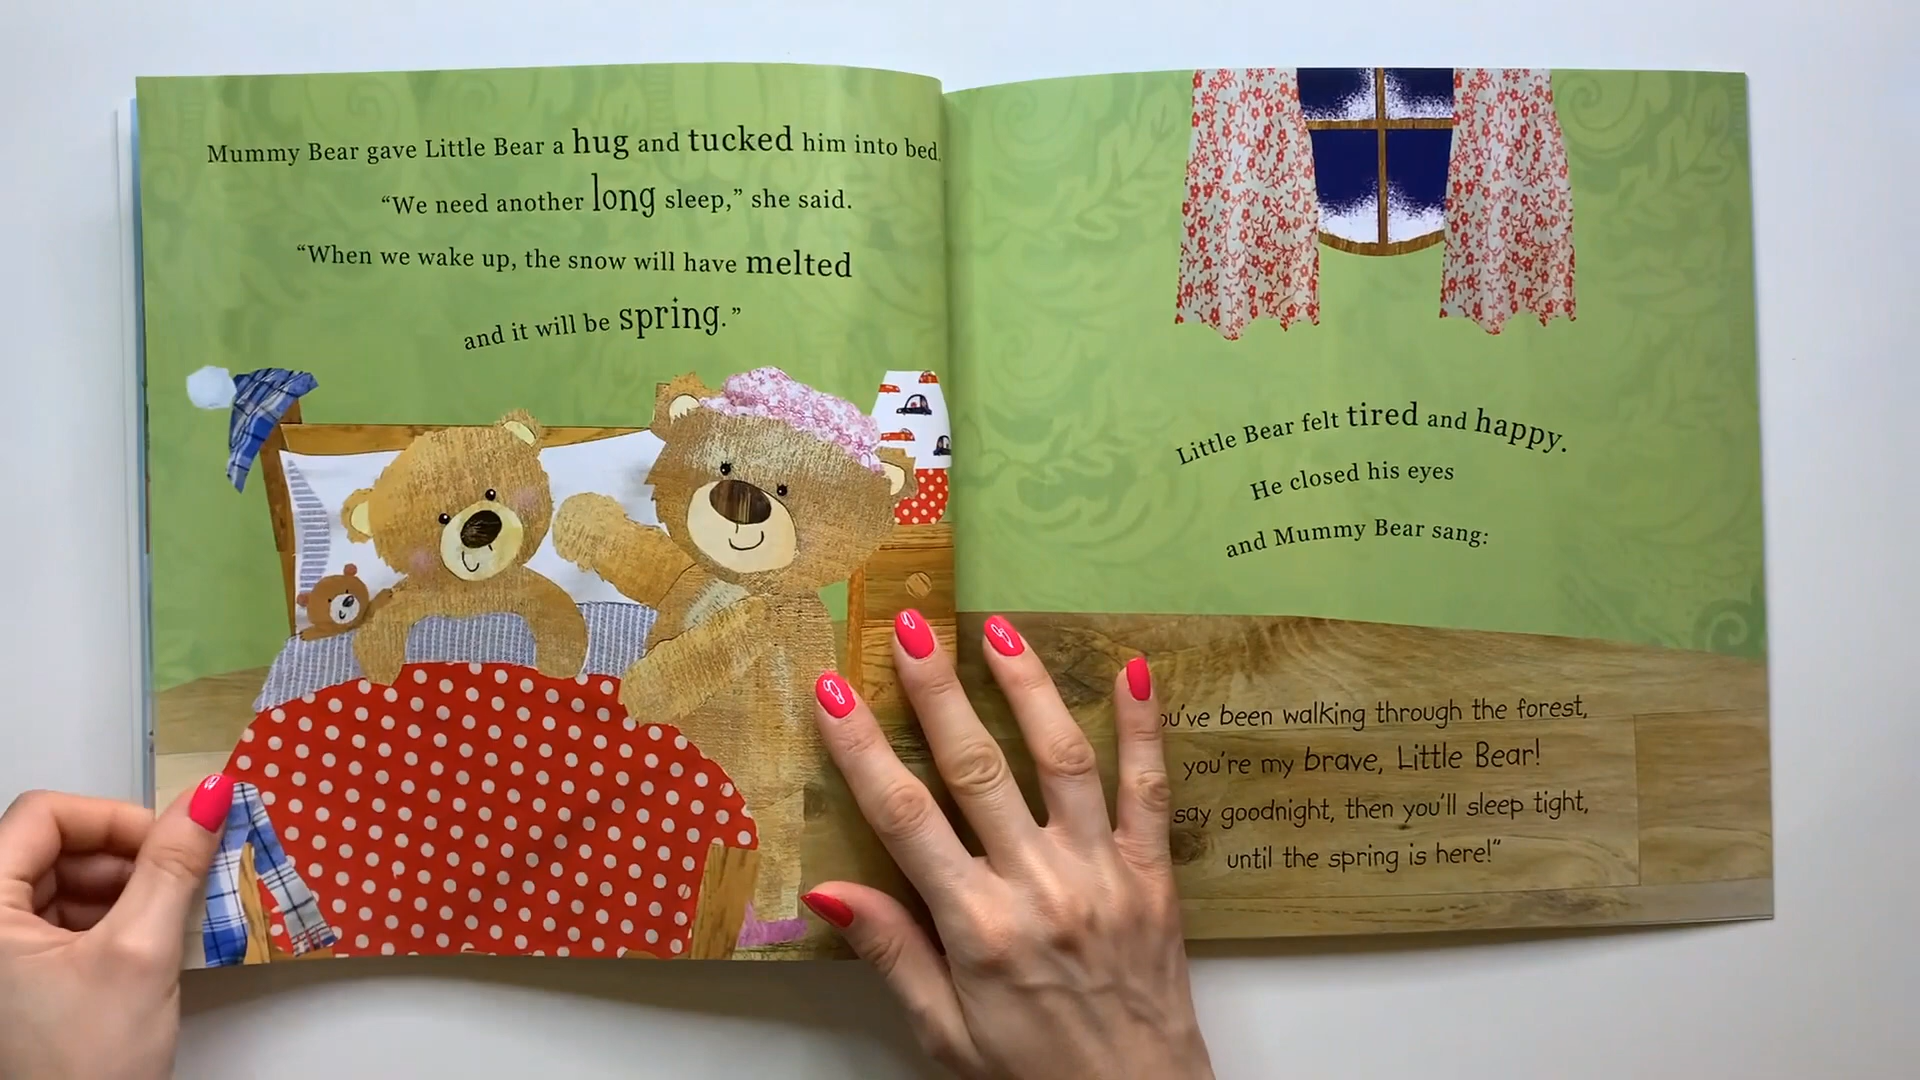 Mummy Bear gave Little Bear a hug and tucked him into bed.
“We need another long sleep,” she said.
“When we wake up, the snow will have melted
and it will be spring.”
Little Bear felt tired and happy.
He closed his eyes
and Mummy Bear sang:
been walking through the forest,
you’re my brave, Little Bear!
say goodnight, then you’ll sleep tight,
until the spring is here!”